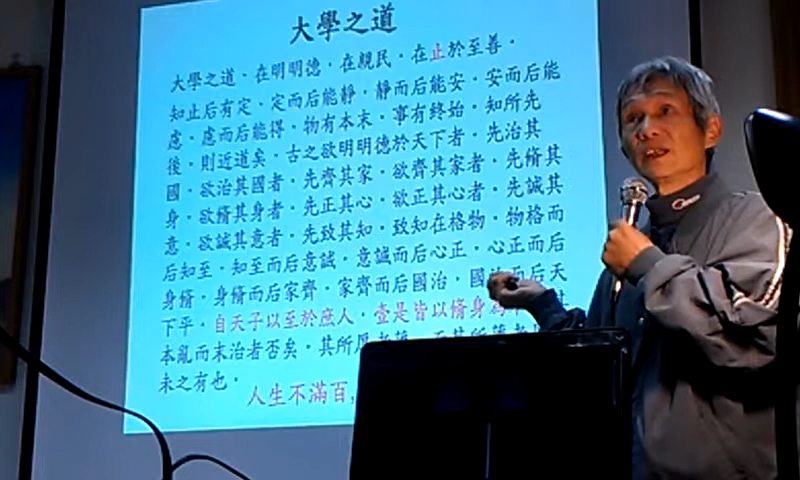 大學之道
大學之道．在明明德．在親民．在止於至善．
知止后有定．定而后能靜．靜而后能安．安而后能
慮．慮而后能得．物有本末．事有終始．知所先
後．則近道矣．古之欲明明德於天下者．先治其
國．欲治其國者．先齊其家．欲齊其家者．先脩其
身．欲脩其身者．先正其心．欲正其心者．先誠其
意．欲誠其意者．先致其知．致知在格物．物格而
后知至．知至而后意誠．意誠而后心正．心正而后
身脩．身脩而后家齊．家齊而后國治．國而后天
下平．自天子以至於庶人．壹是皆以脩身為其
本亂而末治者否矣．其所厚者
未之有也．
人生不滿百，